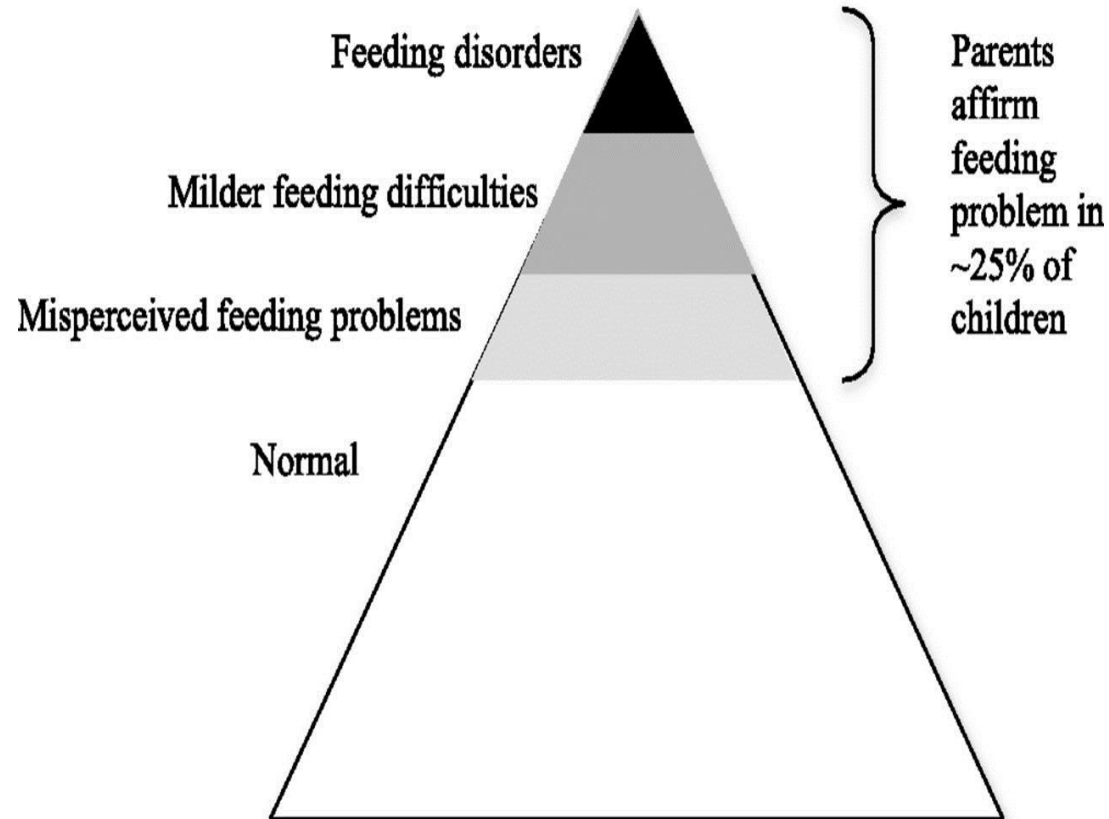 Feeding disorders
Milder feeding difficulties
Misperceived feeding problems
Normal
Parents
affirm
feeding
problem in
~25% of
children